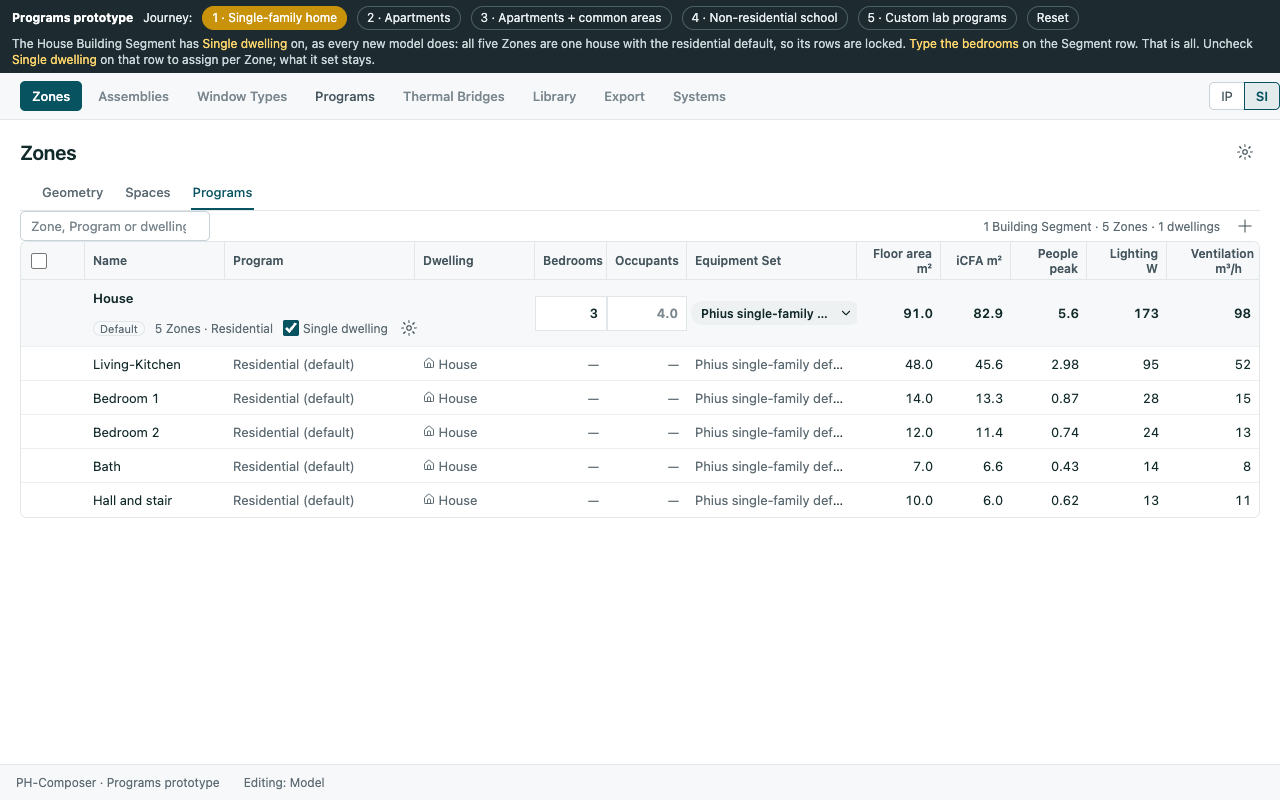 Programs prototype Journey: 1 · Single-family home 2 · Apartments 3 · Apartments + common areas 4 · Non-residential school 5 · Custom lab programs Reset
The House Building Segment has Single dwelling on, as every new model does: all five Zones are one house with the residential default, so its rows are locked. Type the bedrooms on the Segment row. That is all. Uncheck
Single dwelling on that row to assign per Zone; what it set stays.
Zones Assemblies Window Types Programs Thermal Bridges Library Export Systems IP SI
Zones
Geometry Spaces Programs
Zone, Program or dwelling 1 Building Segment · 5 Zones · 1 dwellings
Name Program Dwelling Bedrooms Occupants Equipment Set Floor area m² iCFA m² People peak Lighting W Ventilation m³/h
House
3 4.0 Phius single-family ... 91.0 82.9 5.6 173 98
Default 5 Zones · Residential Single dwelling
Living-Kitchen Residential (default) House — — Phius single-family def... 48.0 45.6 2.98 95 52
Bedroom 1 Residential (default) House — — Phius single-family def... 14.0 13.3 0.87 28 15
Bedroom 2 Residential (default) House — — Phius single-family def... 12.0 11.4 0.74 24 13
Bath Residential (default) House — — Phius single-family def... 7.0 6.6 0.43 14 8
Hall and stair Residential (default) House — — Phius single-family def... 10.0 6.0 0.62 13 11
PH-Composer · Programs prototype Editing: Model